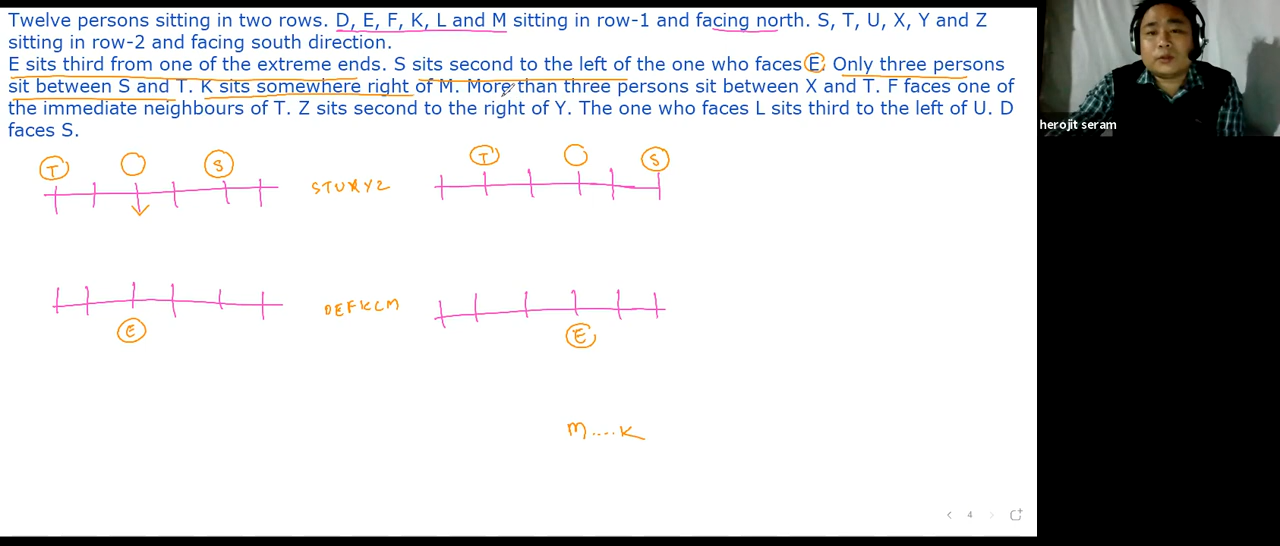 Twelve persons sitting in two rows. D, E, F, K, L and M sitting in row-1 and facing north. S, T, U, X, Y and Z
sitting in row-2 and facing south direction.
E sits third from one of the extreme ends. S sits second to the left of the one who faces E. Only three persons
sit between S and T. K sits somewhere right of M. More than three persons sit between X and T. F faces one of
the immediate neighbours of T. Z sits second to the right of Y. The one who faces L sits third to the left of U. D
faces S.
herojit seram
T S T S
STUXYZ
DEFKLM
E E
M....K
4